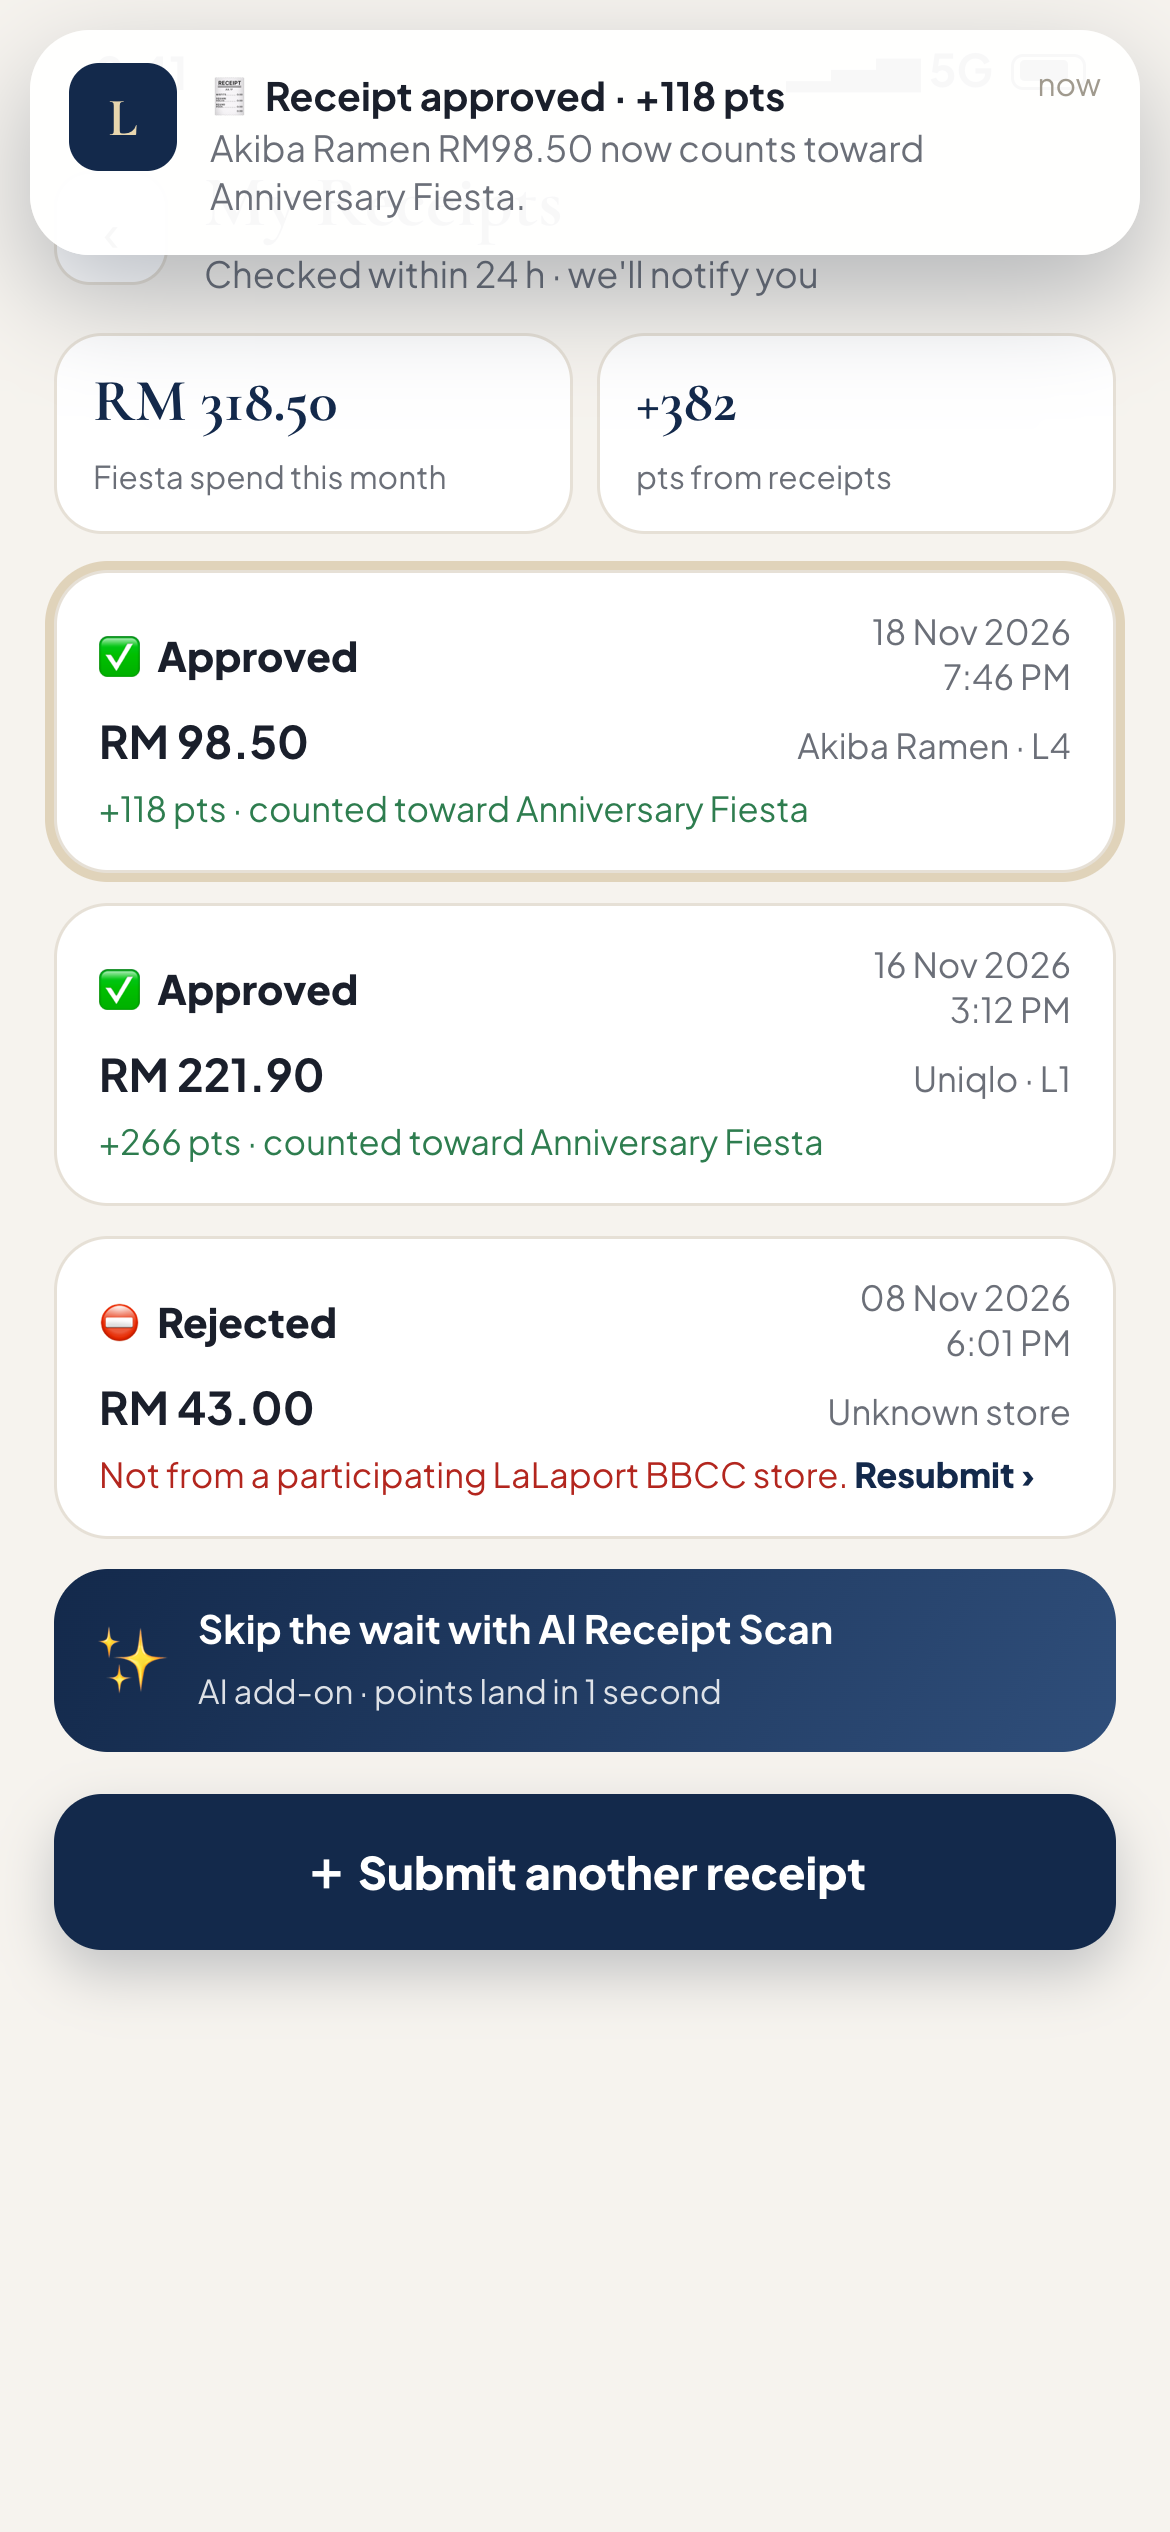 L
Receipt approved · +118 pts
now
Akiba Ramen RM98.50 now counts toward
Anniversary Fiesta.
5G
My Receipts
Checked within 24 h · we'll notify you
RM 318.50
Fiesta spend this month
+382
pts from receipts
Approved
18 Nov 2026
7:46 PM
RM 98.50
Akiba Ramen · L4
+118 pts · counted toward Anniversary Fiesta
Approved
16 Nov 2026
3:12 PM
RM 221.90
Uniqlo · L1
+266 pts · counted toward Anniversary Fiesta
Rejected
08 Nov 2026
6:01 PM
RM 43.00
Unknown store
Not from a participating LaLaport BBCC store. Resubmit ›
Skip the wait with AI Receipt Scan
AI add-on · points land in 1 second
+ Submit another receipt